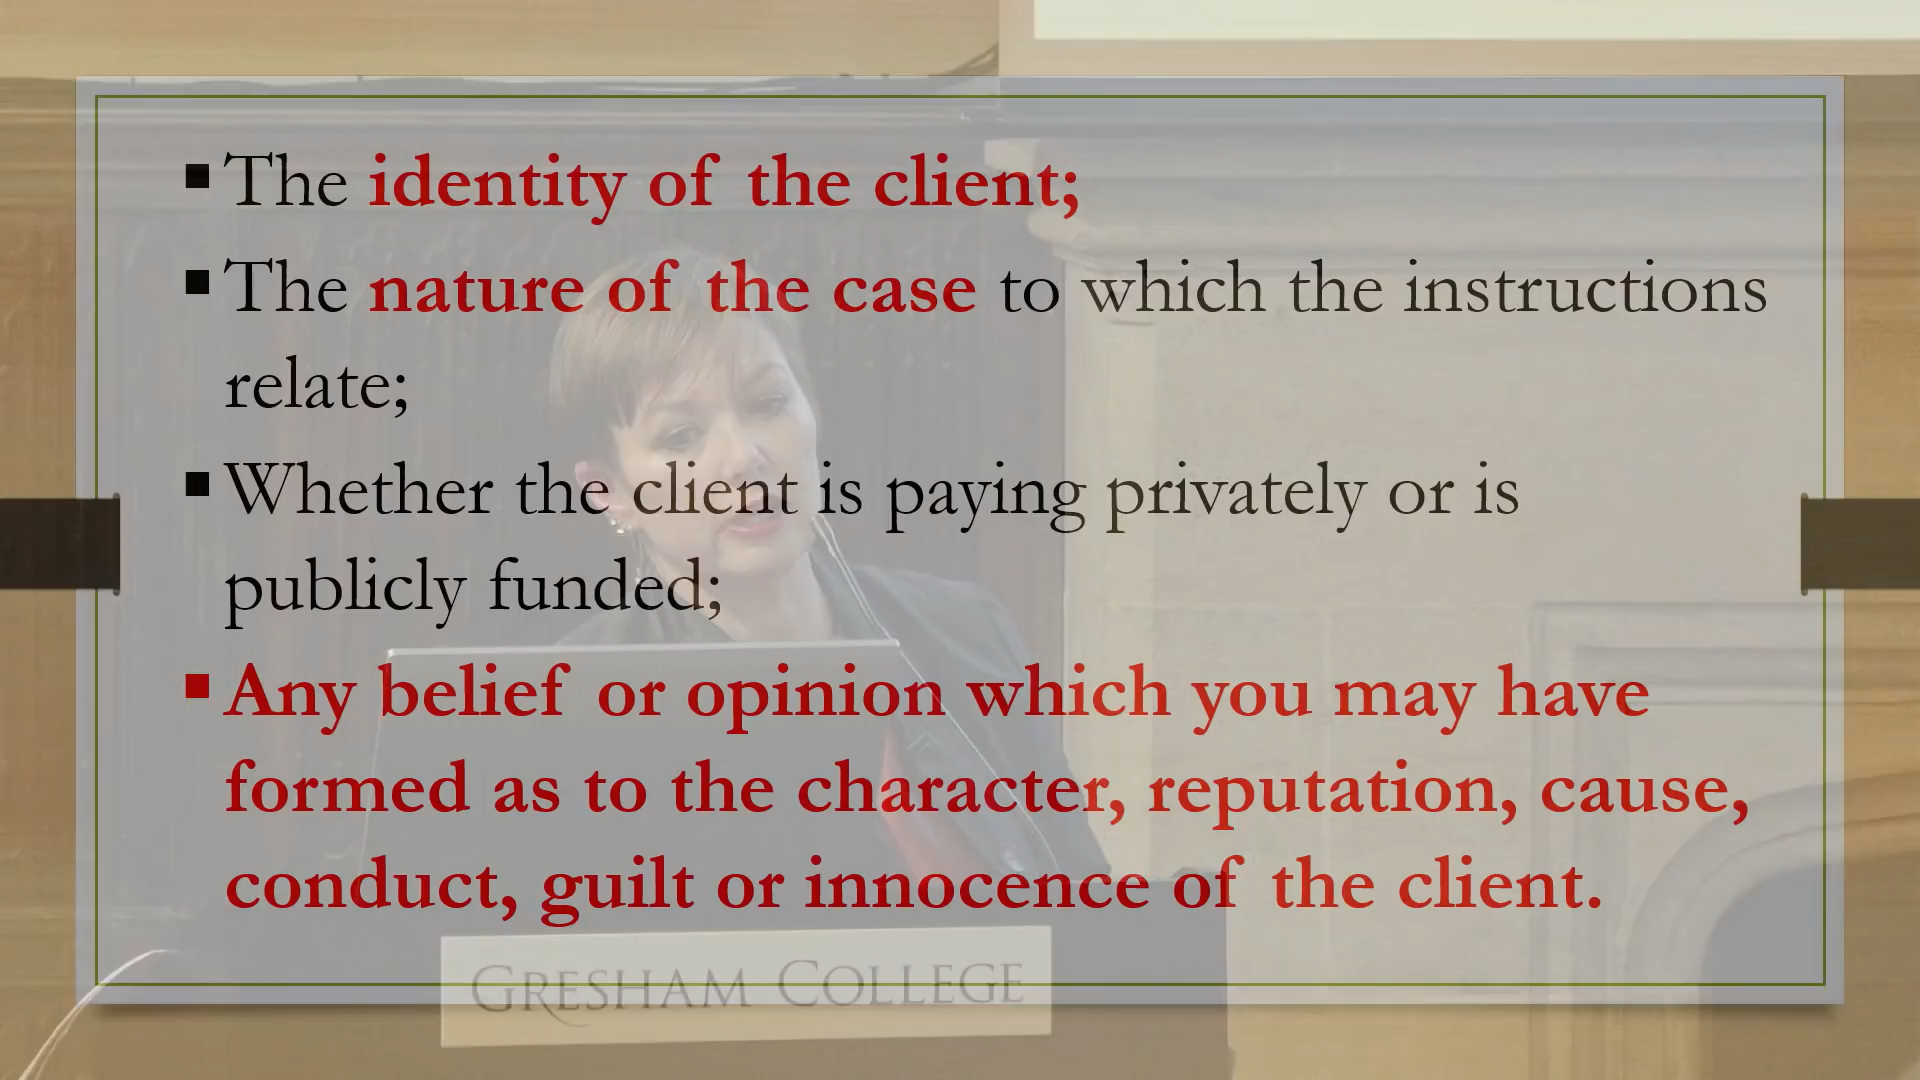 ▪ The identity of the client;
▪ The nature of the case to which the instructions
relate;
▪ Whether the client is paying privately or is
publicly funded;
▪ Any belief or opinion which you may have
formed as to the character, reputation, cause,
conduct, guilt or innocence of the client.
GRESHAM COLLEGE